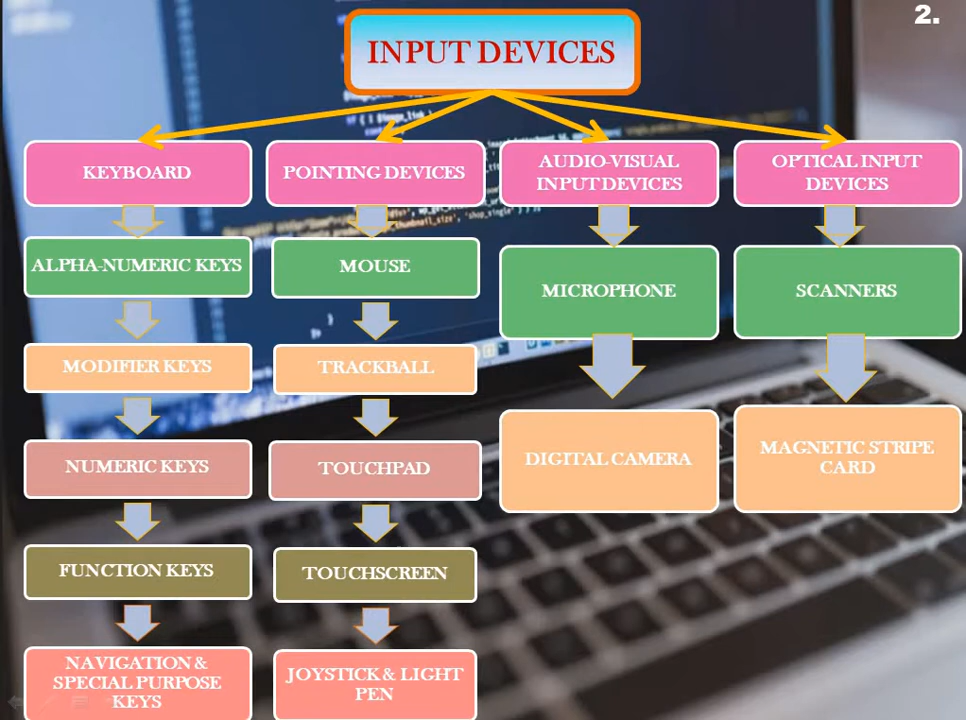 2.
INPUT DEVICES
KEYBOARD
ALPHA-NUMERIC KEYS
MODIFIER KEYS
NUMERIC KEYS
FUNCTION KEYS
NAVIGATION &
SPECIAL PURPOSE
KEYS
POINTING DEVICES
MOUSE
TRACKBALL
TOUCHPAD
TOUCHSCREEN
JOYSTICK & LIGHT
PEN
AUDIO-VISUAL
INPUT DEVICES
MICROPHONE
DIGITAL CAMERA
OPTICAL INPUT
DEVICES
SCANNERS
MAGNETIC STRIPE
CARD